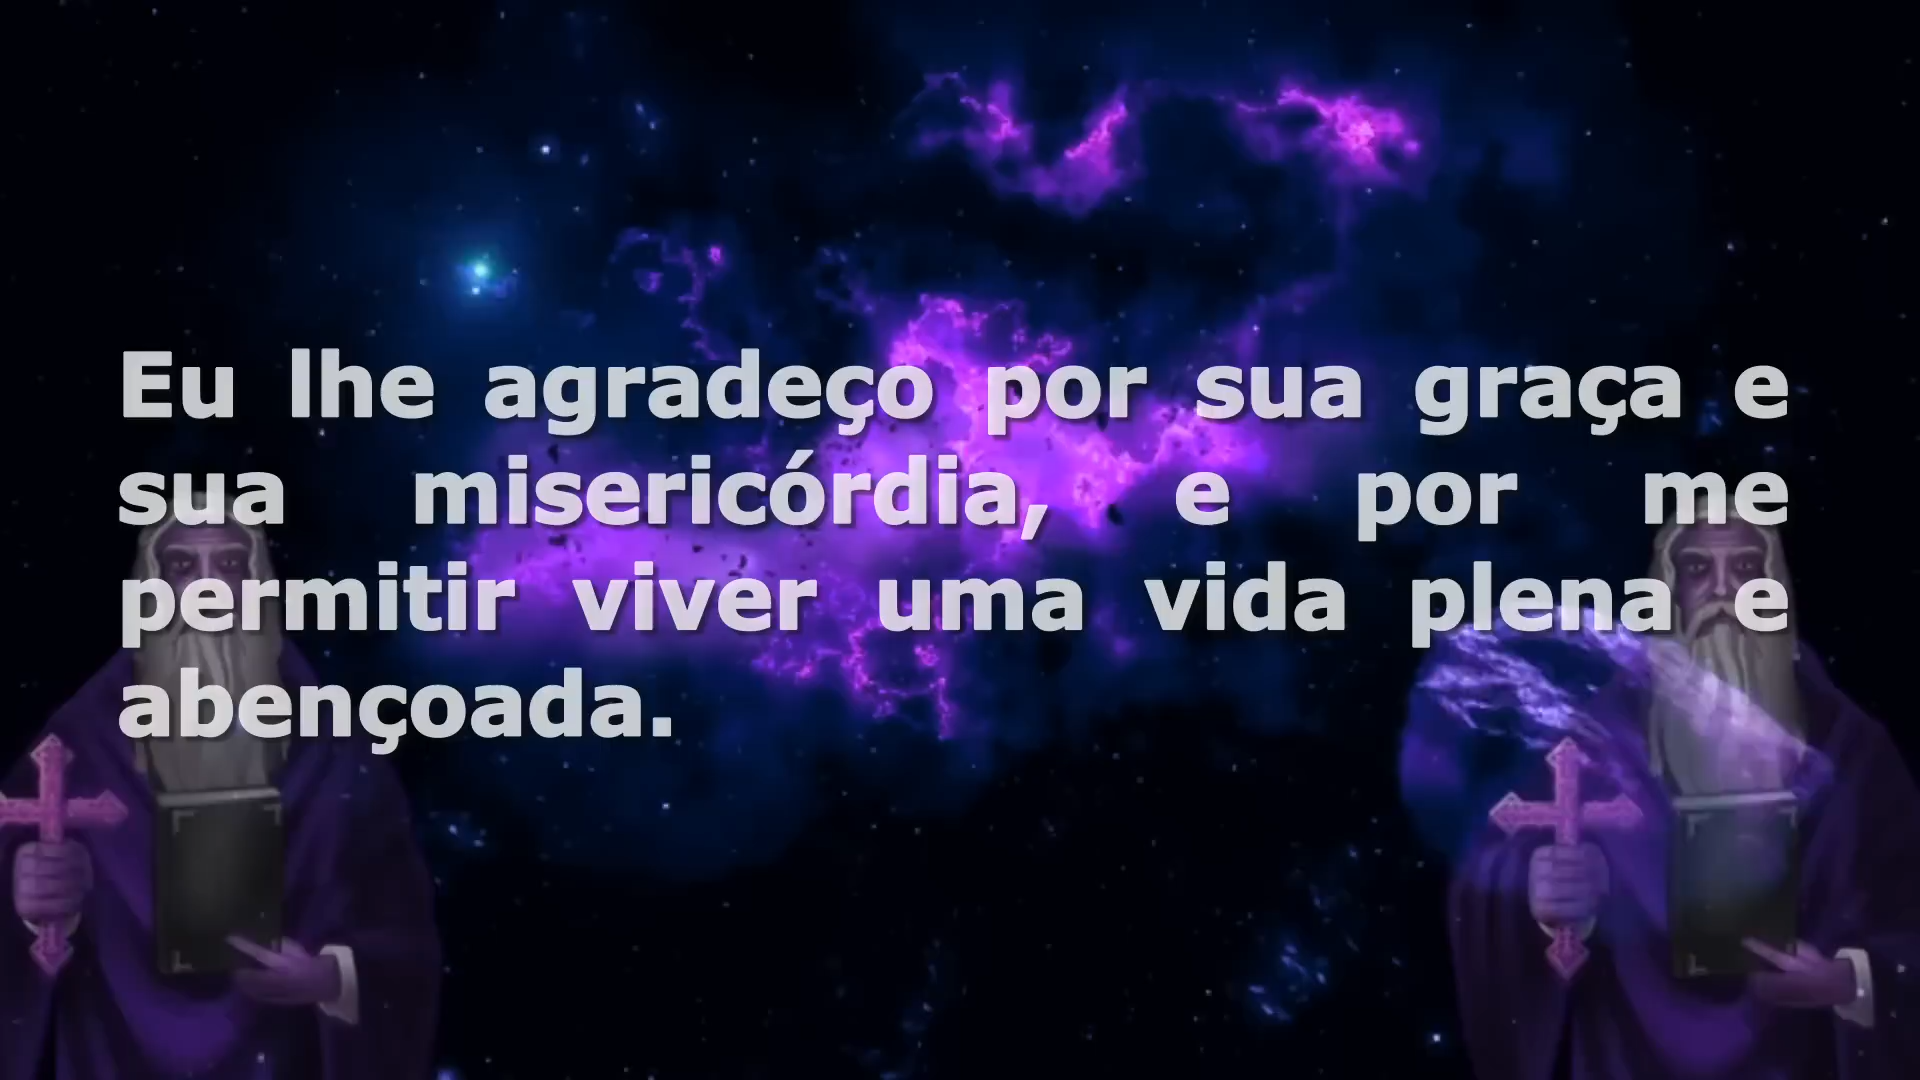 Eu lhe agradeço por sua graça e
sua misericórdia, e por me
permitir viver uma vida plena e
abençoada.